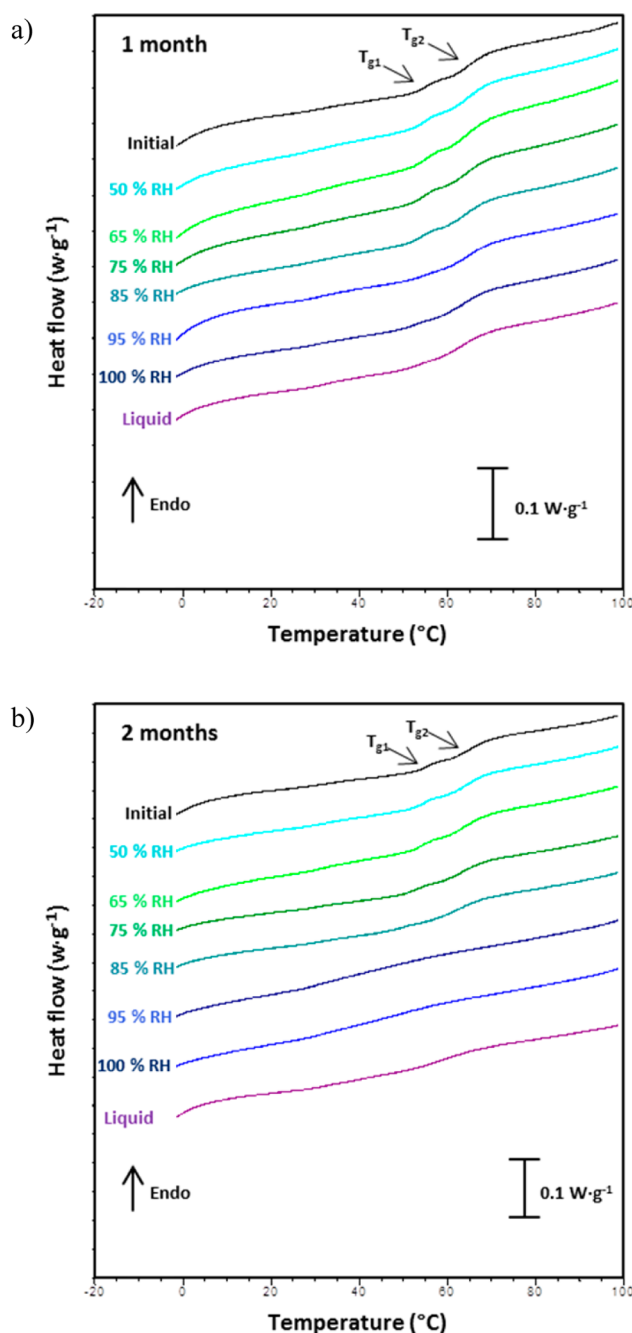 a)
1 month
Tg1
Tg2
Initial
50 % RH
65 % RH
75 % RH
85 % RH
95 % RH
100 % RH
Liquid
Heat flow (w·g-1)
Endo
0.1 W·g-1
-20 0 20 40 60 80 100
Temperature (°C)
b)
2 months
Tg1
Tg2
Initial
50 % RH
65 % RH
75 % RH
85 % RH
95 % RH
100 % RH
Liquid
Heat flow (w·g-1)
Endo
0.1 W·g-1
-20 0 20 40 60 80 100
Temperature (°C)